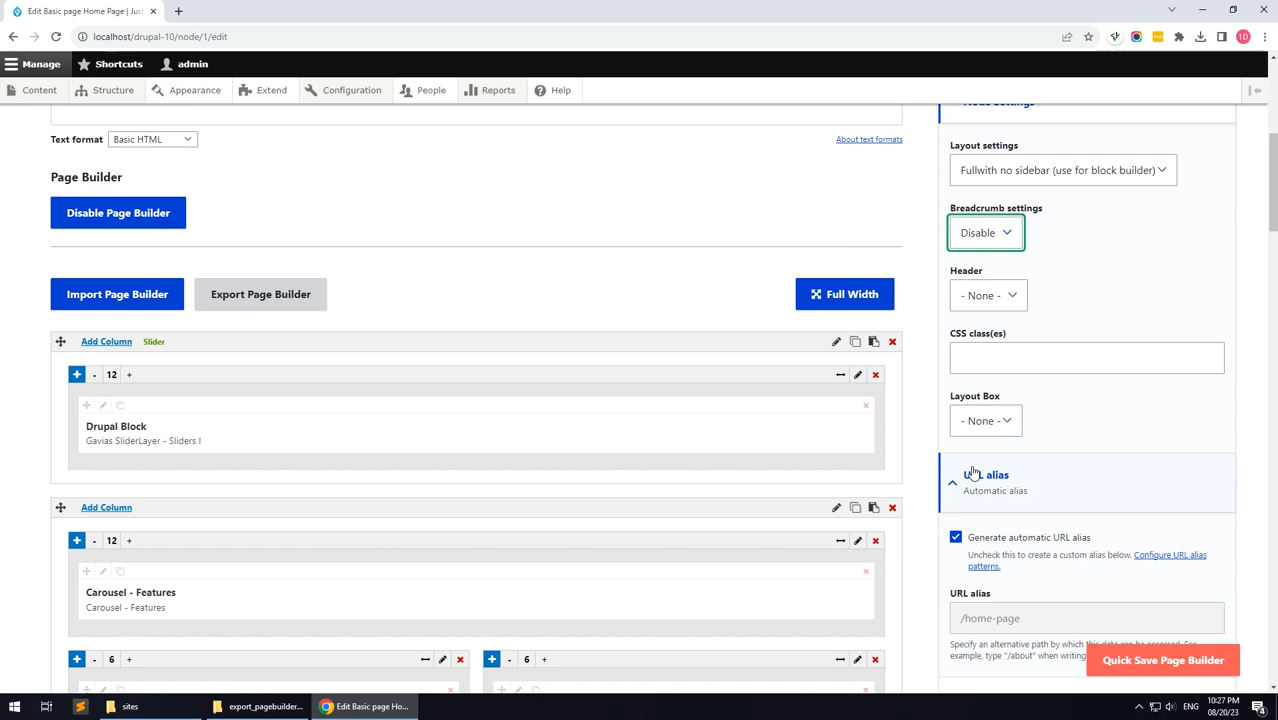 Edit Basic page Home Page | Jus
localhost/drupal-10/node/1/edit
1D
Manage
Shortcuts
admin
Content
Structure
Appearance
Extend
Configuration
People
Reports
Help
Text format
Basic HTML
About text formats
Page Builder
Disable Page Builder
Import Page Builder
Export Page Builder
Full Width
Add Column
Slider
- 12 +
Drupal Block
Gavias SliderLayer - Sliders I
Add Column
- 12 +
Carousel - Features
Carousel - Features
- 6 +
- 6 +
Node Settings
Layout settings
Fullwith no sidebar (use for block builder)
Breadcrumb settings
Disable
Header
- None -
CSS class(es)
Layout Box
- None -
URL alias
Automatic alias
Generate automatic URL alias
Uncheck this to create a custom alias below. Configure URL alias
patterns.
URL alias
/home-page
Specify an alternative path by which this data can be accessed. For
example, type "/about" when writing
Quick Save Page Builder
sites
export_pagebuilder...
Edit Basic page Ho...
ENG
10:27 PM
08/20/23
4